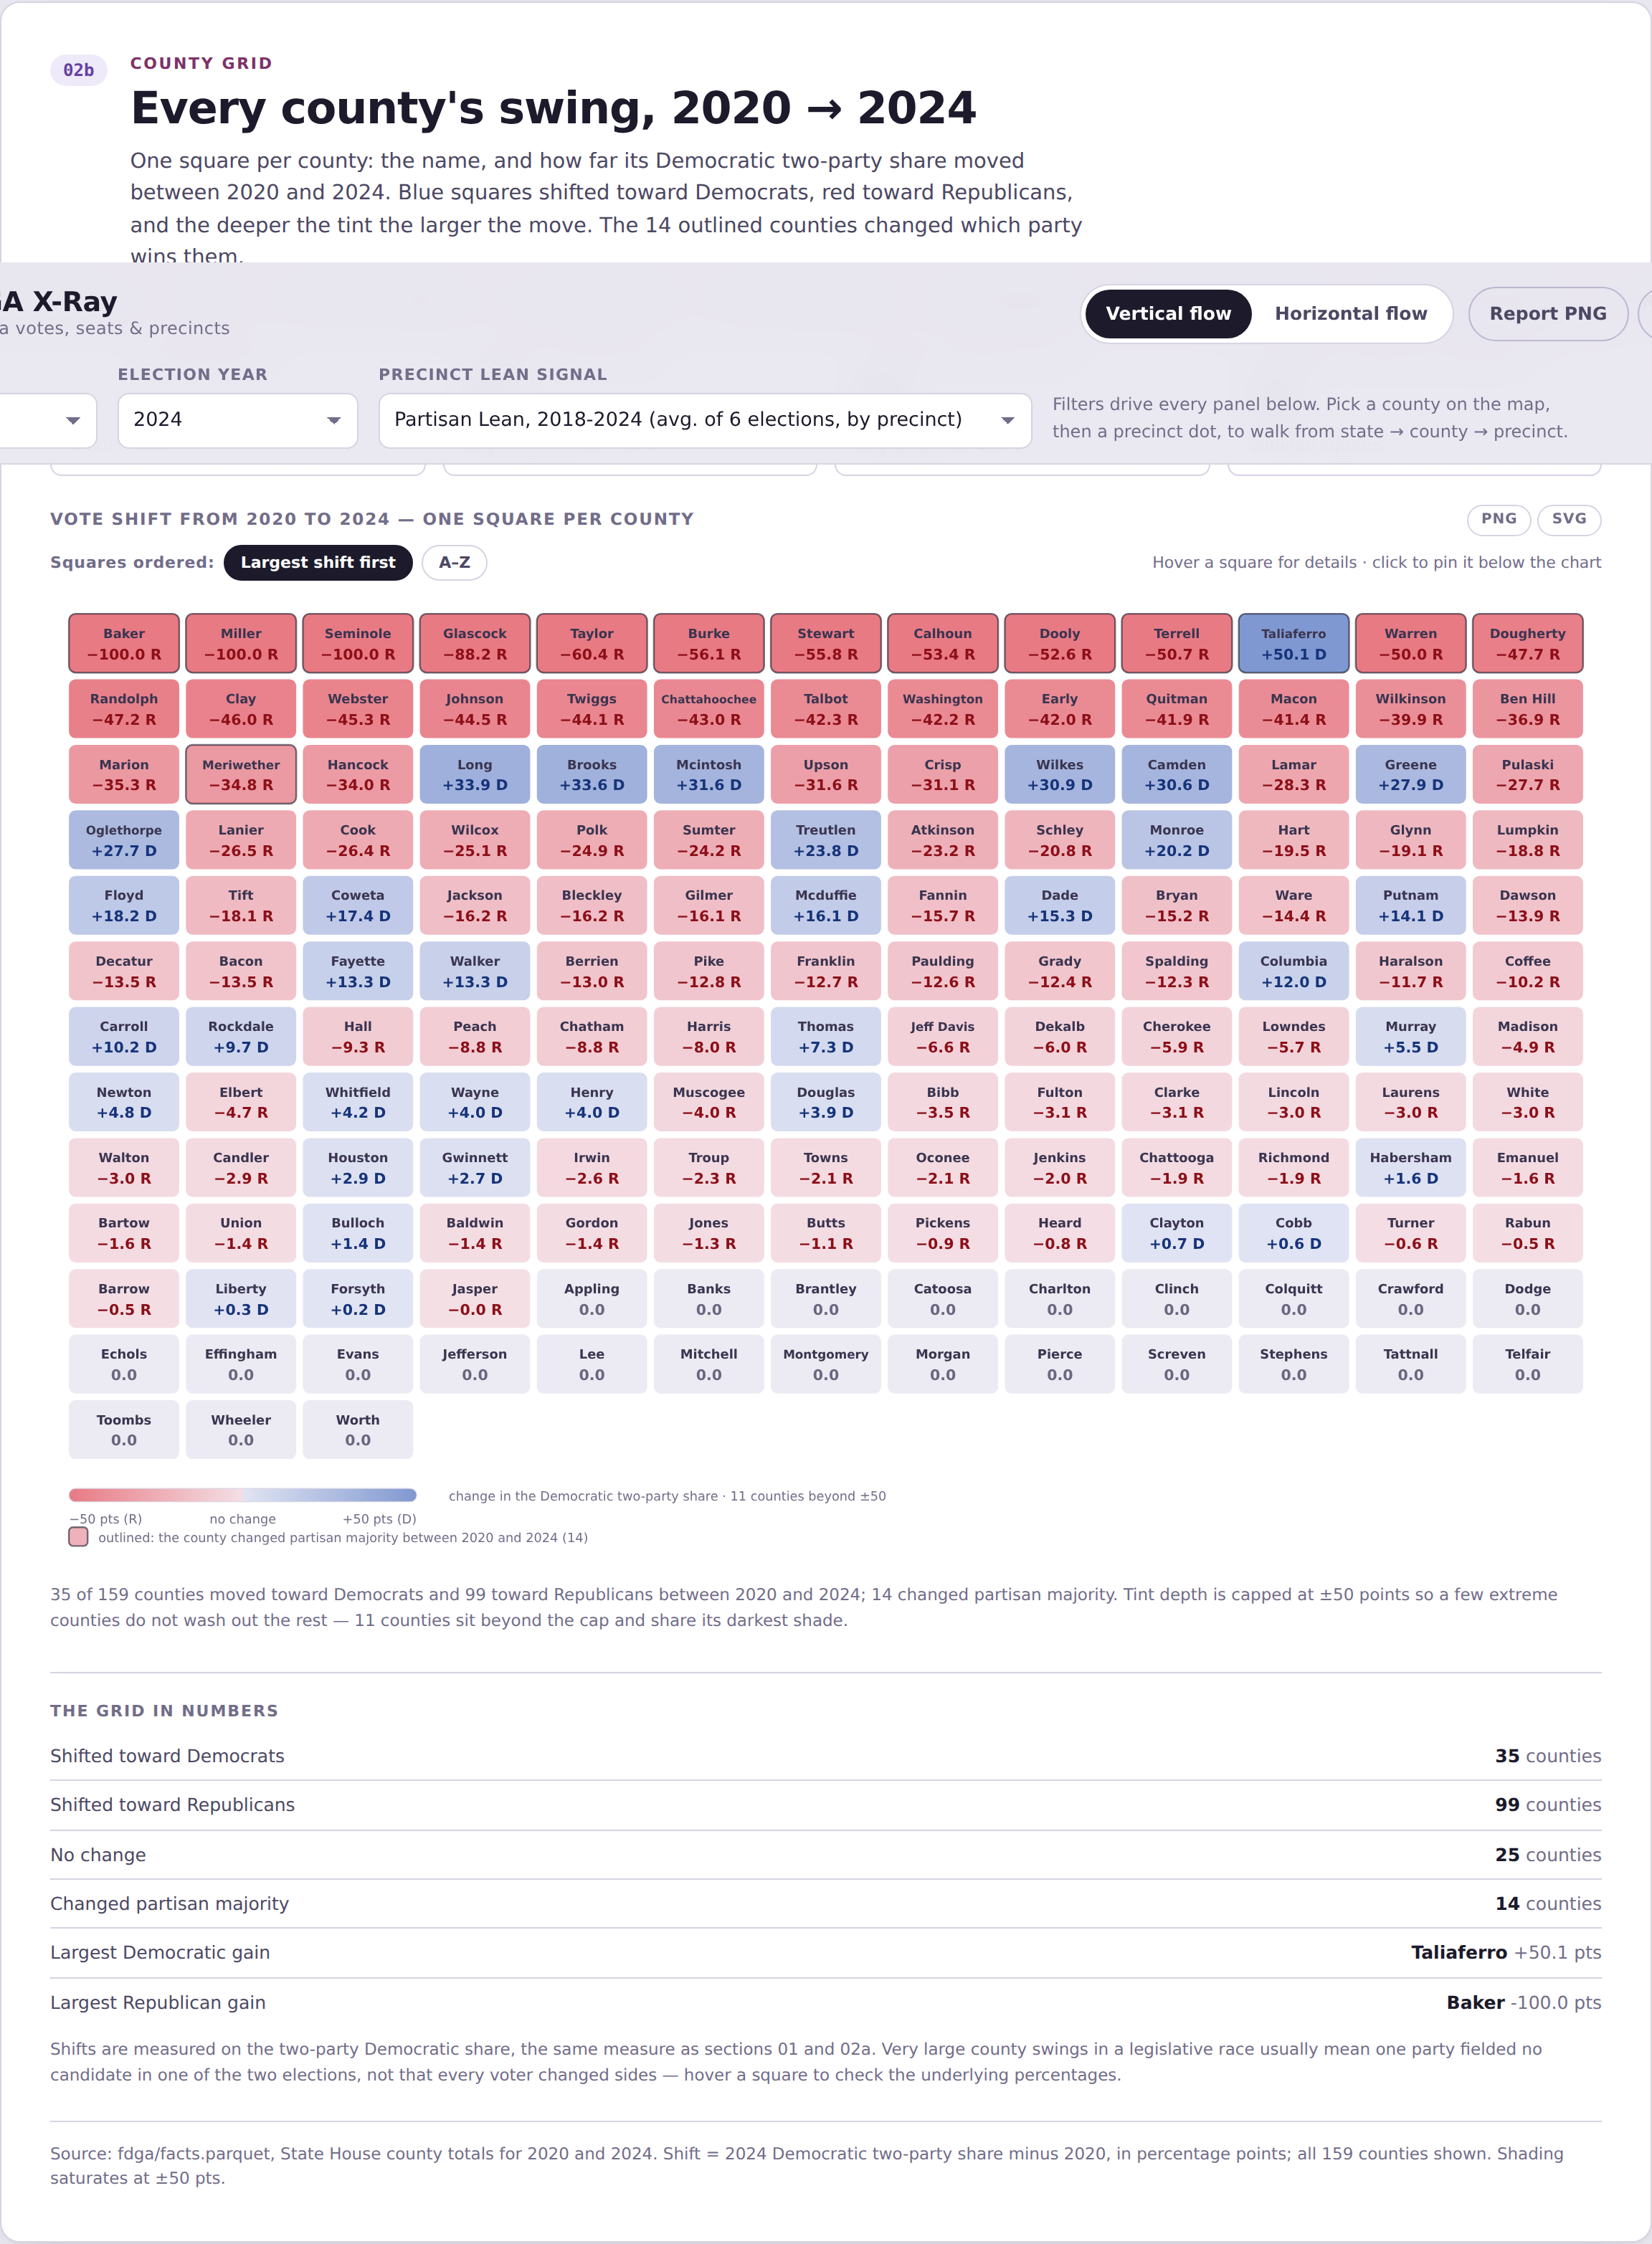 02b
COUNTY GRID
Every county's swing, 2020 → 2024
One square per county: the name, and how far its Democratic two-party share moved
between 2020 and 2024. Blue squares shifted toward Democrats, red toward Republicans,
and the deeper the tint the larger the move. The 14 outlined counties changed which party
wins them.
A X-Ray
a votes, seats & precincts
Vertical flow Horizontal flow Report PNG
ELECTION YEAR PRECINCT LEAN SIGNAL
2024 Partisan Lean, 2018-2024 (avg. of 6 elections, by precinct)
Filters drive every panel below. Pick a county on the map,
then a precinct dot, to walk from state → county → precinct.
VOTE SHIFT FROM 2020 TO 2024 — ONE SQUARE PER COUNTY PNG SVG
Squares ordered: Largest shift first A–Z Hover a square for details · click to pin it below the chart
Baker Miller Seminole Glascock Taylor Burke Stewart Calhoun Dooly Terrell Taliaferro Warren Dougherty
−100.0 R −100.0 R −100.0 R −88.2 R −60.4 R −56.1 R −55.8 R −53.4 R −52.6 R −50.7 R +50.1 D −50.0 R −47.7 R
Randolph Clay Webster Johnson Twiggs Chattahoochee Talbot Washington Early Quitman Macon Wilkinson Ben Hill
−47.2 R −46.0 R −45.3 R −44.5 R −44.1 R −43.0 R −42.3 R −42.2 R −42.0 R −41.9 R −41.4 R −39.9 R −36.9 R
Marion Meriwether Hancock Long Brooks Mcintosh Upson Crisp Wilkes Camden Lamar Greene Pulaski
−35.3 R −34.8 R −34.0 R +33.9 D +33.6 D +31.6 D −31.6 R −31.1 R +30.9 D +30.6 D −28.3 R +27.9 D −27.7 R
Oglethorpe Lanier Cook Wilcox Polk Sumter Treutlen Atkinson Schley Monroe Hart Glynn Lumpkin
+27.7 D −26.5 R −26.4 R −25.1 R −24.9 R −24.2 R +23.8 D −23.2 R −20.8 R +20.2 D −19.5 R −19.1 R −18.8 R
Floyd Tift Coweta Jackson Bleckley Gilmer Mcduffie Fannin Dade Bryan Ware Putnam Dawson
+18.2 D −18.1 R +17.4 D −16.2 R −16.2 R −16.1 R +16.1 D −15.7 R +15.3 D −15.2 R −14.4 R +14.1 D −13.9 R
Decatur Bacon Fayette Walker Berrien Pike Franklin Paulding Grady Spalding Columbia Haralson Coffee
−13.5 R −13.5 R +13.3 D +13.3 D −13.0 R −12.8 R −12.7 R −12.6 R −12.4 R −12.3 R +12.0 D −11.7 R −10.2 R
Carroll Rockdale Hall Peach Chatham Harris Thomas Jeff Davis Dekalb Cherokee Lowndes Murray Madison
+10.2 D +9.7 D −9.3 R −8.8 R −8.8 R −8.0 R +7.3 D −6.6 R −6.0 R −5.9 R −5.7 R +5.5 D −4.9 R
Newton Elbert Whitfield Wayne Henry Muscogee Douglas Bibb Fulton Clarke Lincoln Laurens White
+4.8 D −4.7 R +4.2 D +4.0 D +4.0 D −4.0 R +3.9 D −3.5 R −3.1 R −3.1 R −3.0 R −3.0 R −3.0 R
Walton Candler Houston Gwinnett Irwin Troup Towns Oconee Jenkins Chattooga Richmond Habersham Emanuel
−3.0 R −2.9 R +2.9 D +2.7 D −2.6 R −2.3 R −2.1 R −2.1 R −2.0 R −1.9 R −1.9 R +1.6 D −1.6 R
Bartow Union Bulloch Baldwin Gordon Jones Butts Pickens Heard Clayton Cobb Turner Rabun
−1.6 R −1.4 R +1.4 D −1.4 R −1.4 R −1.3 R −1.1 R −0.9 R −0.8 R +0.7 D +0.6 D −0.6 R −0.5 R
Barrow Liberty Forsyth Jasper Appling Banks Brantley Catoosa Charlton Clinch Colquitt Crawford Dodge
−0.5 R +0.3 D +0.2 D −0.0 R 0.0 0.0 0.0 0.0 0.0 0.0 0.0 0.0 0.0
Echols Effingham Evans Jefferson Lee Mitchell Montgomery Morgan Pierce Screven Stephens Tattnall Telfair
0.0 0.0 0.0 0.0 0.0 0.0 0.0 0.0 0.0 0.0 0.0 0.0 0.0
Toombs Wheeler Worth
0.0 0.0 0.0
change in the Democratic two-party share · 11 counties beyond ±50
−50 pts (R) no change +50 pts (D)
outlined: the county changed partisan majority between 2020 and 2024 (14)
35 of 159 counties moved toward Democrats and 99 toward Republicans between 2020 and 2024; 14 changed partisan majority. Tint depth is capped at ±50 points so a few extreme
counties do not wash out the rest — 11 counties sit beyond the cap and share its darkest shade.
THE GRID IN NUMBERS
Shifted toward Democrats 35 counties
Shifted toward Republicans 99 counties
No change 25 counties
Changed partisan majority 14 counties
Largest Democratic gain Taliaferro +50.1 pts
Largest Republican gain Baker -100.0 pts
Shifts are measured on the two-party Democratic share, the same measure as sections 01 and 02a. Very large county swings in a legislative race usually mean one party fielded no
candidate in one of the two elections, not that every voter changed sides — hover a square to check the underlying percentages.
Source: fdga/facts.parquet, State House county totals for 2020 and 2024. Shift = 2024 Democratic two-party share minus 2020, in percentage points; all 159 counties shown. Shading
saturates at ±50 pts.